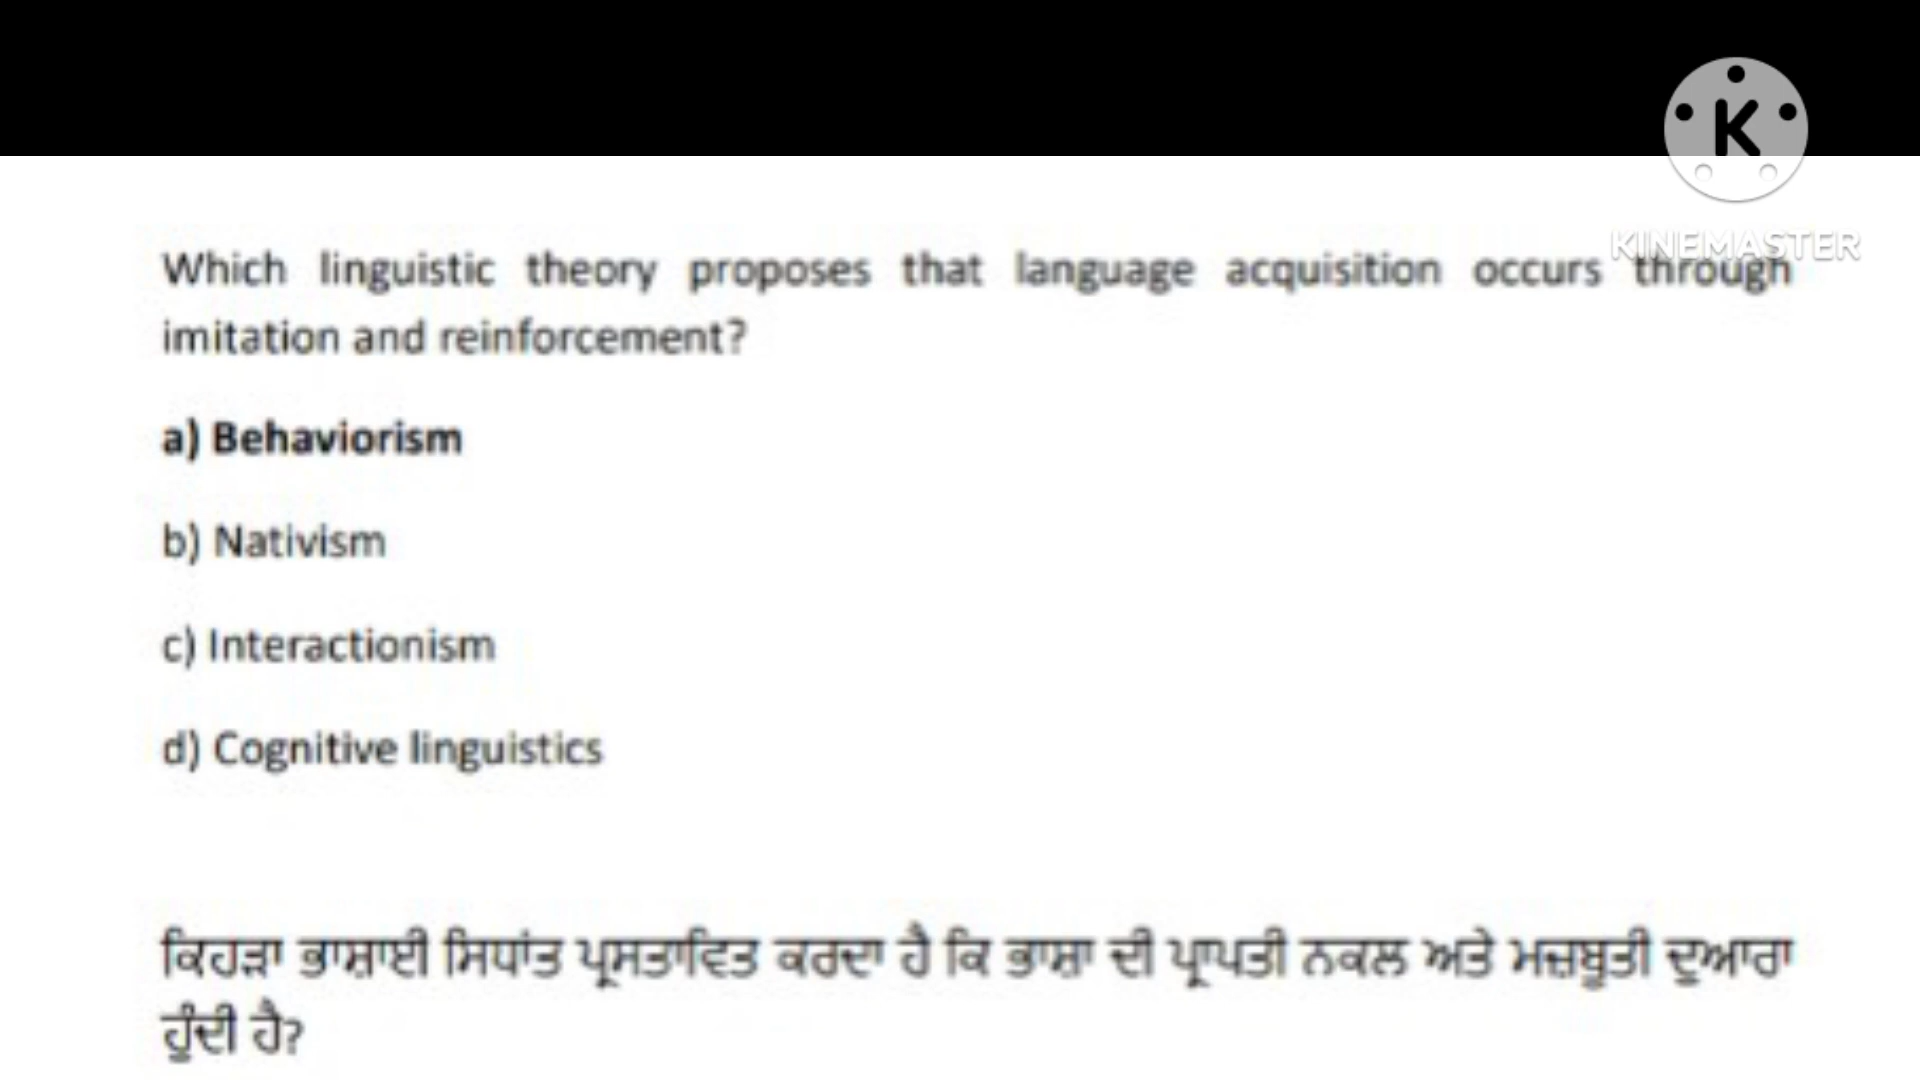 K
KINEMASTER
Which linguistic theory proposes that language acquisition occurs through
imitation and reinforcement?
a) Behaviorism
b) Nativism
c) Interactionism
d) Cognitive linguistics
ਕਿਹੜਾ ਭਾਸ਼ਾਈ ਸਿਧਾਂਤ ਪ੍ਰਸਤਾਵਿਤ ਕਰਦਾ ਹੈ ਕਿ ਭਾਸ਼ਾ ਦੀ ਪ੍ਰਾਪਤੀ ਨਕਲ ਅਤੇ ਮਜ਼ਬੂਤੀ ਦੁਆਰਾ
ਹੁੰਦੀ ਹੈ?